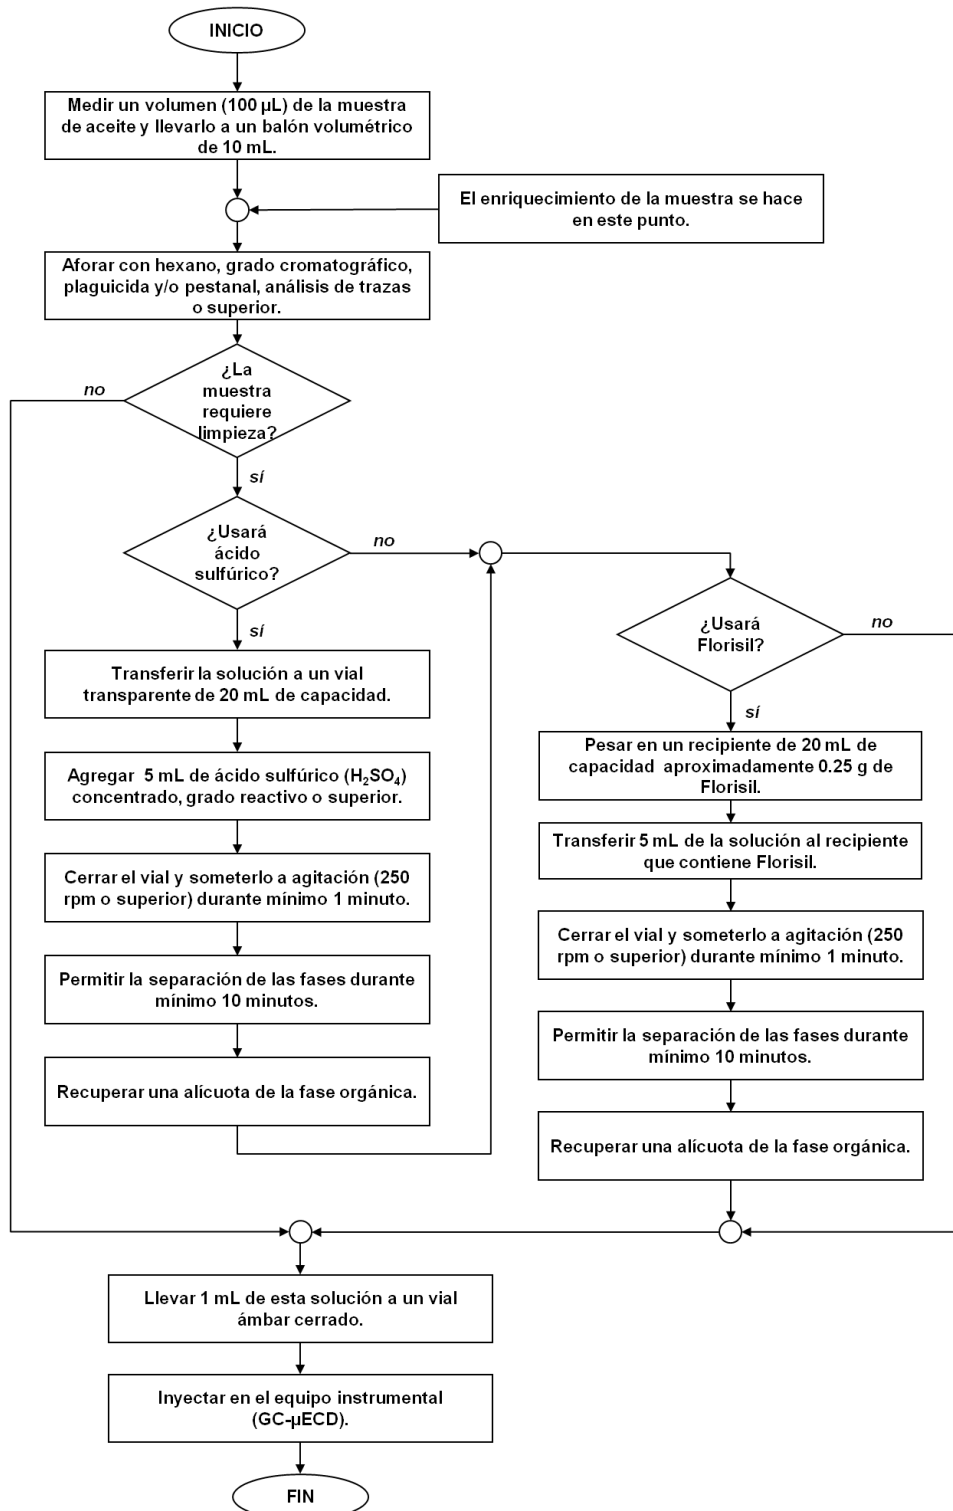 INICIO
Medir un volumen (100 µL) de la muestra
de aceite y llevarlo a un balón volumétrico
de 10 mL.
El enriquecimiento de la muestra se hace
en este punto.
Aforar con hexano, grado cromatográfico,
plaguicida y/o pestanal, análisis de trazas
o superior.
¿La
muestra
requiere
limpieza?
no
sí
¿Usará
ácido
sulfúrico?
no
sí
¿Usará
Florisil?
no
sí
Transferir la solución a un vial
transparente de 20 mL de capacidad.
Agregar 5 mL de ácido sulfúrico (H₂SO₄)
concentrado, grado reactivo o superior.
Cerrar el vial y someterlo a agitación (250
rpm o superior) durante mínimo 1 minuto.
Permitir la separación de las fases durante
mínimo 10 minutos.
Recuperar una alícuota de la fase orgánica.
Pesar en un recipiente de 20 mL de
capacidad aproximadamente 0.25 g de
Florisil.
Transferir 5 mL de la solución al recipiente
que contiene Florisil.
Cerrar el vial y someterlo a agitación (250
rpm o superior) durante mínimo 1 minuto.
Permitir la separación de las fases durante
mínimo 10 minutos.
Recuperar una alícuota de la fase orgánica.
Llevar 1 mL de esta solución a un vial
ámbar cerrado.
Inyectar en el equipo instrumental
(GC-µECD).
FIN